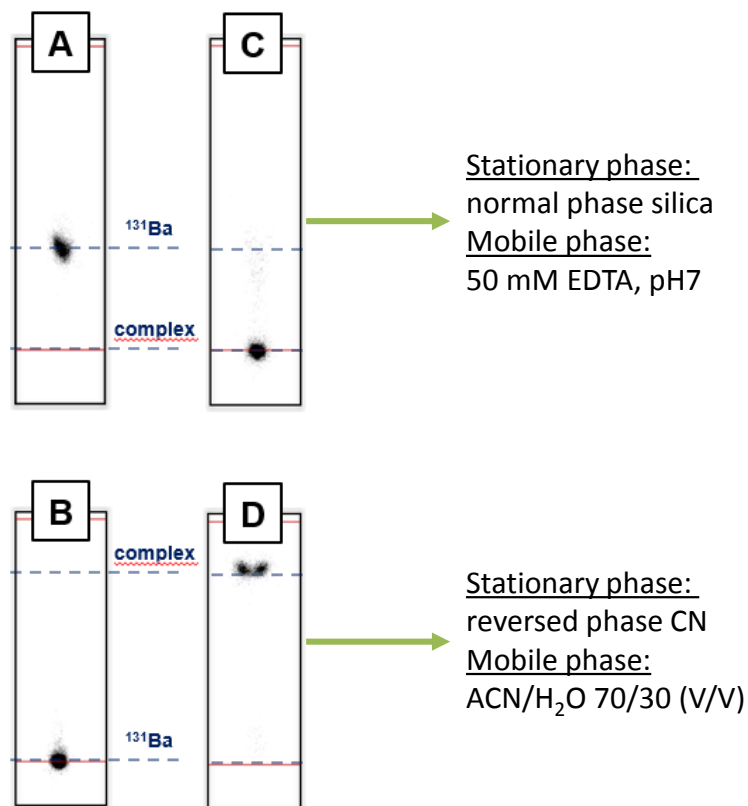 A
C
¹³¹Ba
complex
Stationary phase:
normal phase silica
Mobile phase:
50 mM EDTA, pH7
B
D
complex
¹³¹Ba
Stationary phase:
reversed phase CN
Mobile phase:
ACN/H₂O 70/30 (V/V)